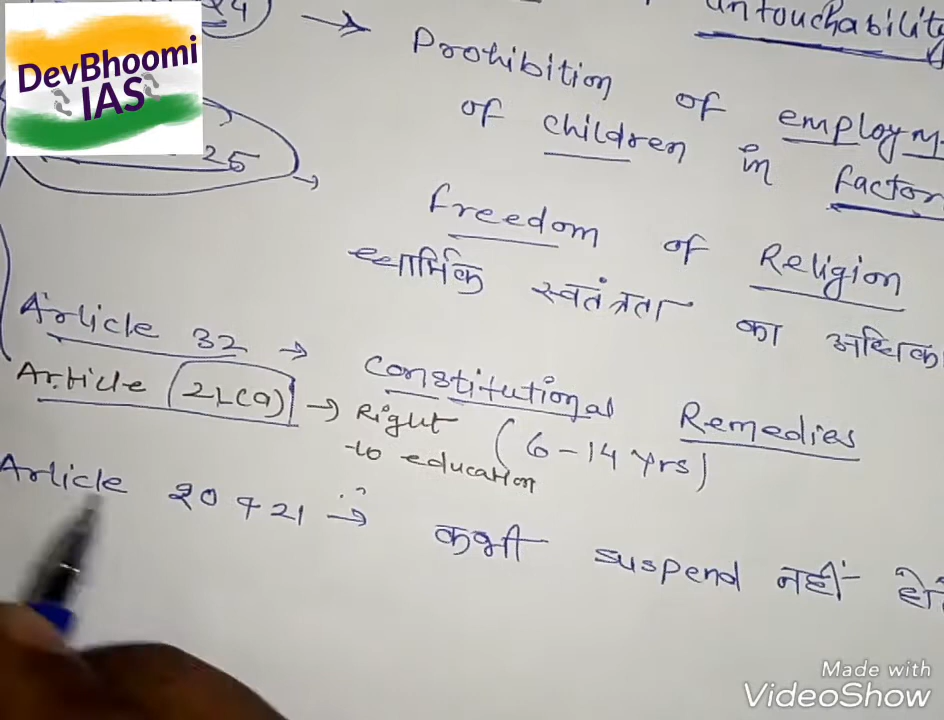 24 → untouchability
Prohibition of employm
of children in factor
DevBhoomi
IAS
25 →
freedom of Religion
धार्मिक स्वतंत्रता का अधिक
Article 32 → Constitutional Remedies
Article 21(a) → Right to education (6-14 yrs)
Article 20 व 21 → कभी suspend नहीं हो
Made with
VideoShow